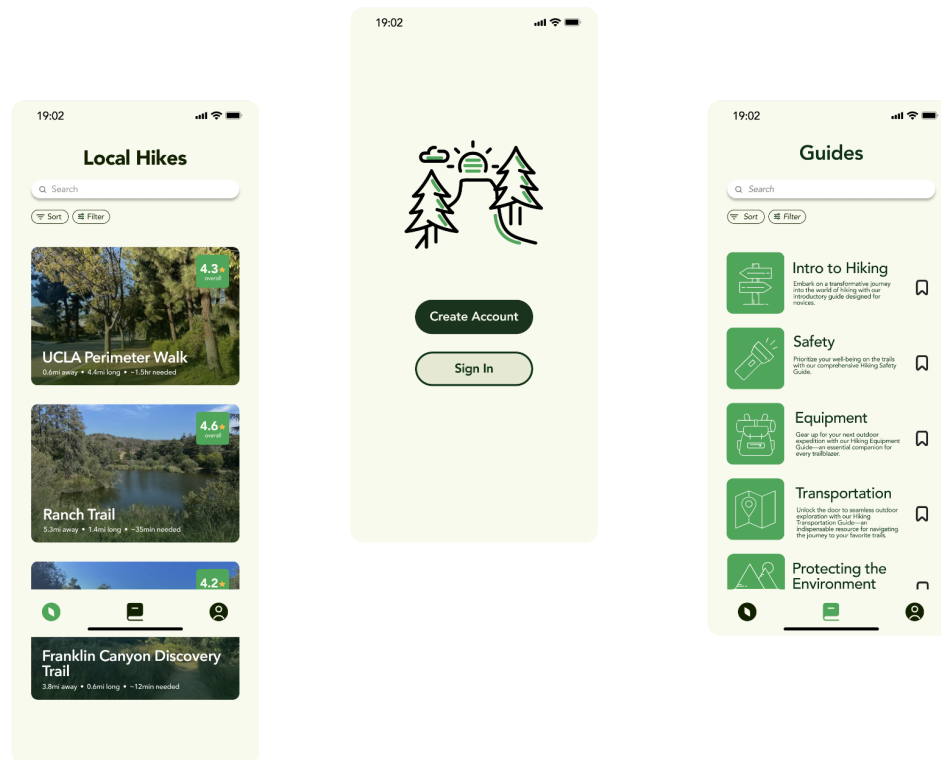 19:02
Local Hikes
Search
Sort
Filter
4.3
overall
UCLA Perimeter Walk
0.6mi away • 4.4mi long • ~1.5hr needed
4.6
overall
Ranch Trail
5.3mi away • 1.4mi long • ~35min needed
4.2
Franklin Canyon Discovery
Trail
3.8mi away • 0.6mi long • ~12min needed
19:02
Create Account
Sign In
19:02
Guides
Search
Sort
Filter
Intro to Hiking
Embark on a transformative journey
into the world of hiking with our
introductory guide designed for
novices.
Safety
Prioritize your well-being on the trails
with our comprehensive Hiking Safety
Guide.
Equipment
Gear up for your next outdoor
expedition with our Hiking Equipment
Guide—an essential companion for
every trailblazer.
Transportation
Unlock the door to seamless outdoor
exploration with our Hiking
Transportation Guide—an
indispensable resource for navigating
the journey to your favorite trails.
Protecting the
Environment